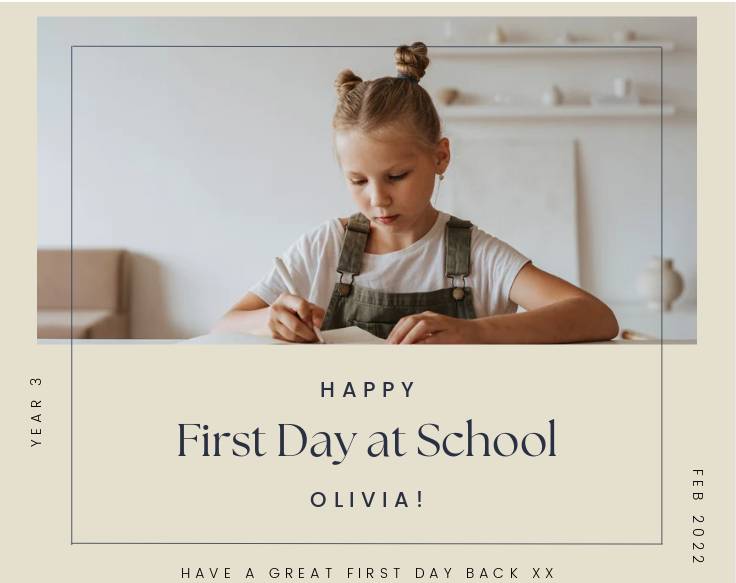 HAPPY
First Day at School
OLIVIA!
YEAR 3
FEB 2022
HAVE A GREAT FIRST DAY BACK XX